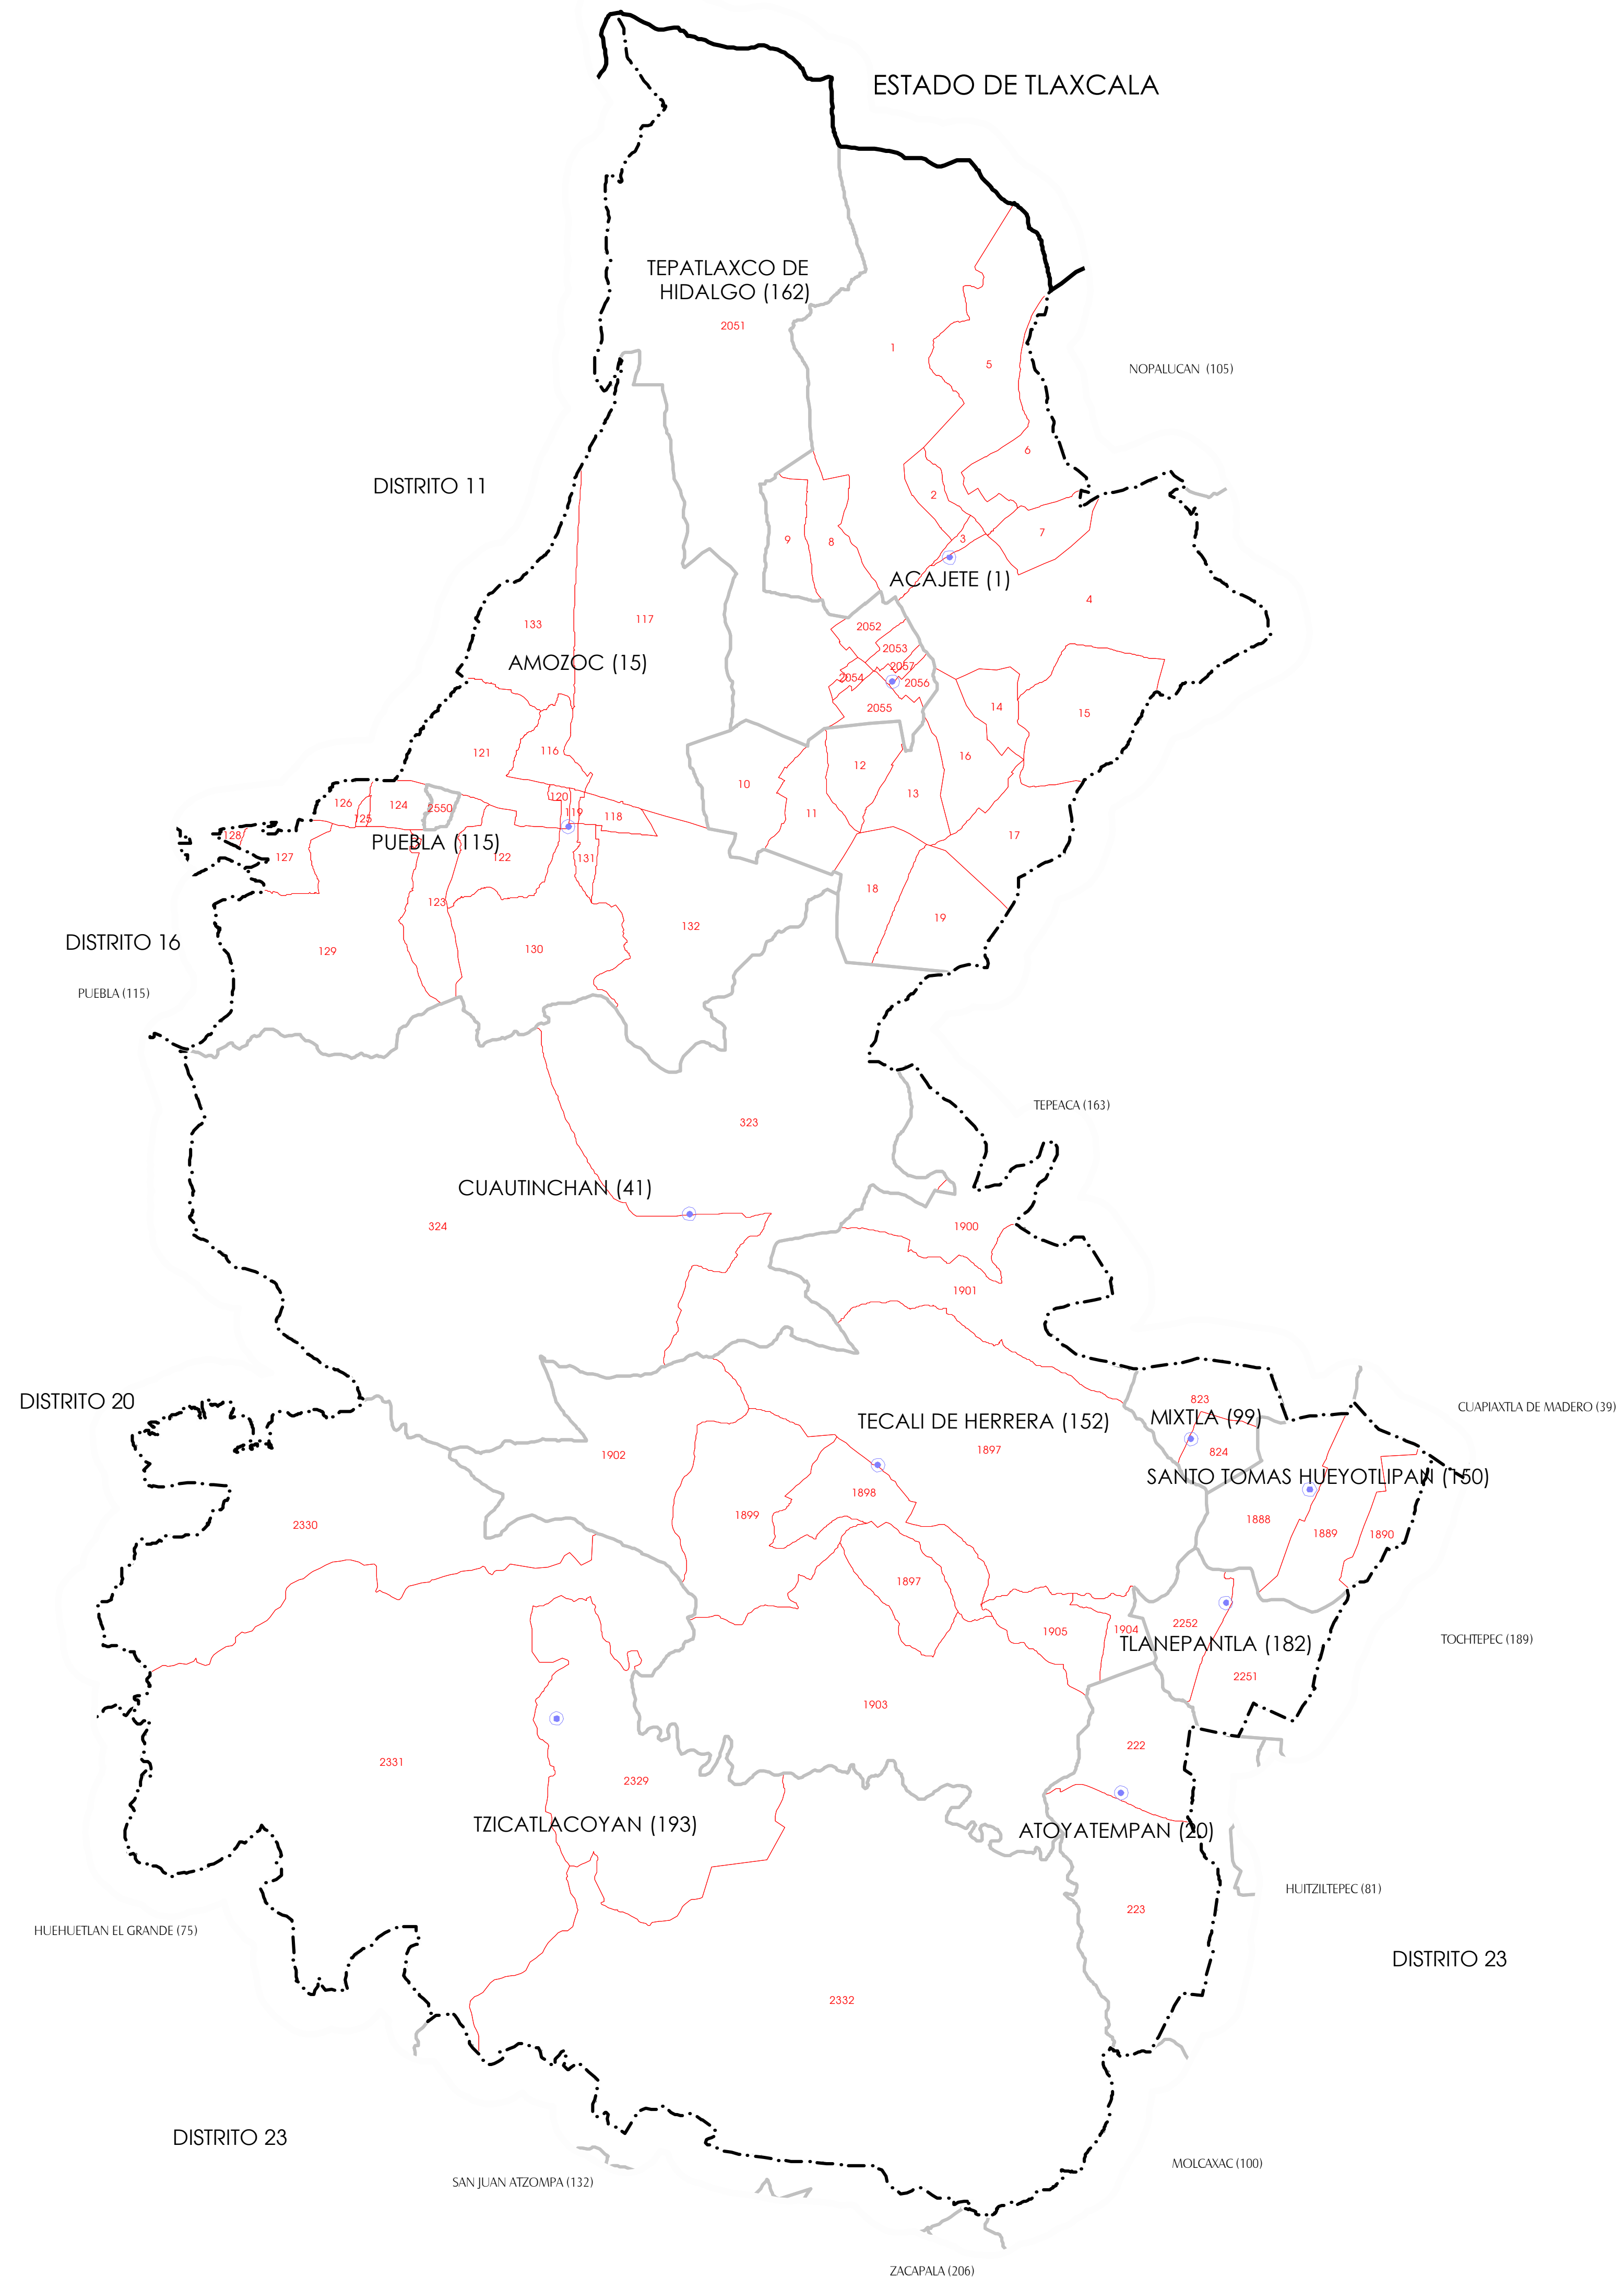 ESTADO DE TLAXCALA
TEPATLAXCO DE
HIDALGO (162)
2051
1
5
NOPALUCAN (105)
6
DISTRITO 11
2
9
8
3
7
ACAJETE (1)
4
133
117
2052
AMOZOC (15)
2053
2057
2054
2056
2055
14
15
121
116
16
12
10
13
126
124
2550
120
125
119
118
11
128
PUEBLA (115)
17
127
122
131
18
123
19
132
DISTRITO 16
129
130
PUEBLA (115)
TEPEACA (163)
323
CUAUTINCHAN (41)
324
1900
1901
DISTRITO 20
823
CUAPIAXTLA DE MADERO (39)
MIXTLA (99)
TECALI DE HERRERA (152)
1897
824
1902
SANTO TOMAS HUEYOTLIPAN (150)
1898
1899
1888
2330
1889
1890
1897
2252
1905
1904
TLANEPANTLA (182)
TOCHTEPEC (189)
2251
1903
222
2331
2329
TZICATLACOYAN (193)
ATOYATEMPAN (20)
HUITZILTEPEC (81)
223
HUEHUETLAN EL GRANDE (75)
DISTRITO 23
2332
DISTRITO 23
MOLCAXAC (100)
SAN JUAN ATZOMPA (132)
ZACAPALA (206)